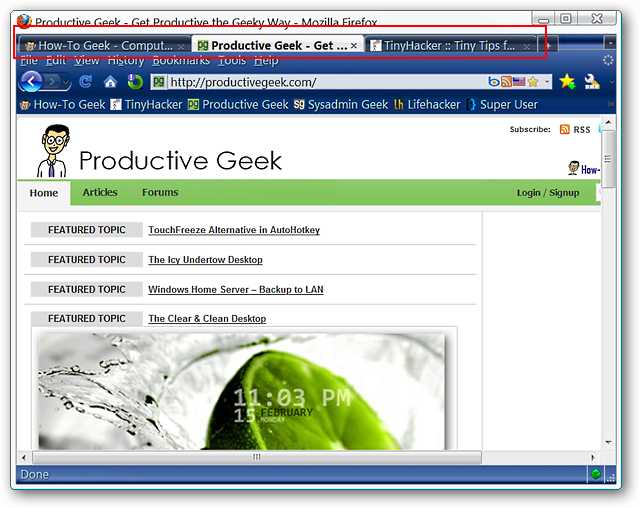 Productive Geek - Get Productive the Geeky Way - Mozilla Firefox
How-To Geek - Comput... Productive Geek - Get ... TinyHacker :: Tiny Tips f...
File Edit View History Bookmarks Tools Help
pg http://productivegeek.com/
How-To Geek TinyHacker pg Productive Geek sg Sysadmin Geek lh Lifehacker Super User
Subscribe: RSS
Productive Geek
How-
Home Articles Forums Login / Signup
FEATURED TOPIC TouchFreeze Alternative in AutoHotkey
FEATURED TOPIC The Icy Undertow Desktop
FEATURED TOPIC Windows Home Server – Backup to LAN
FEATURED TOPIC The Clear & Clean Desktop
11:03 PM
15 FEBRUARY
MONDAY
Done